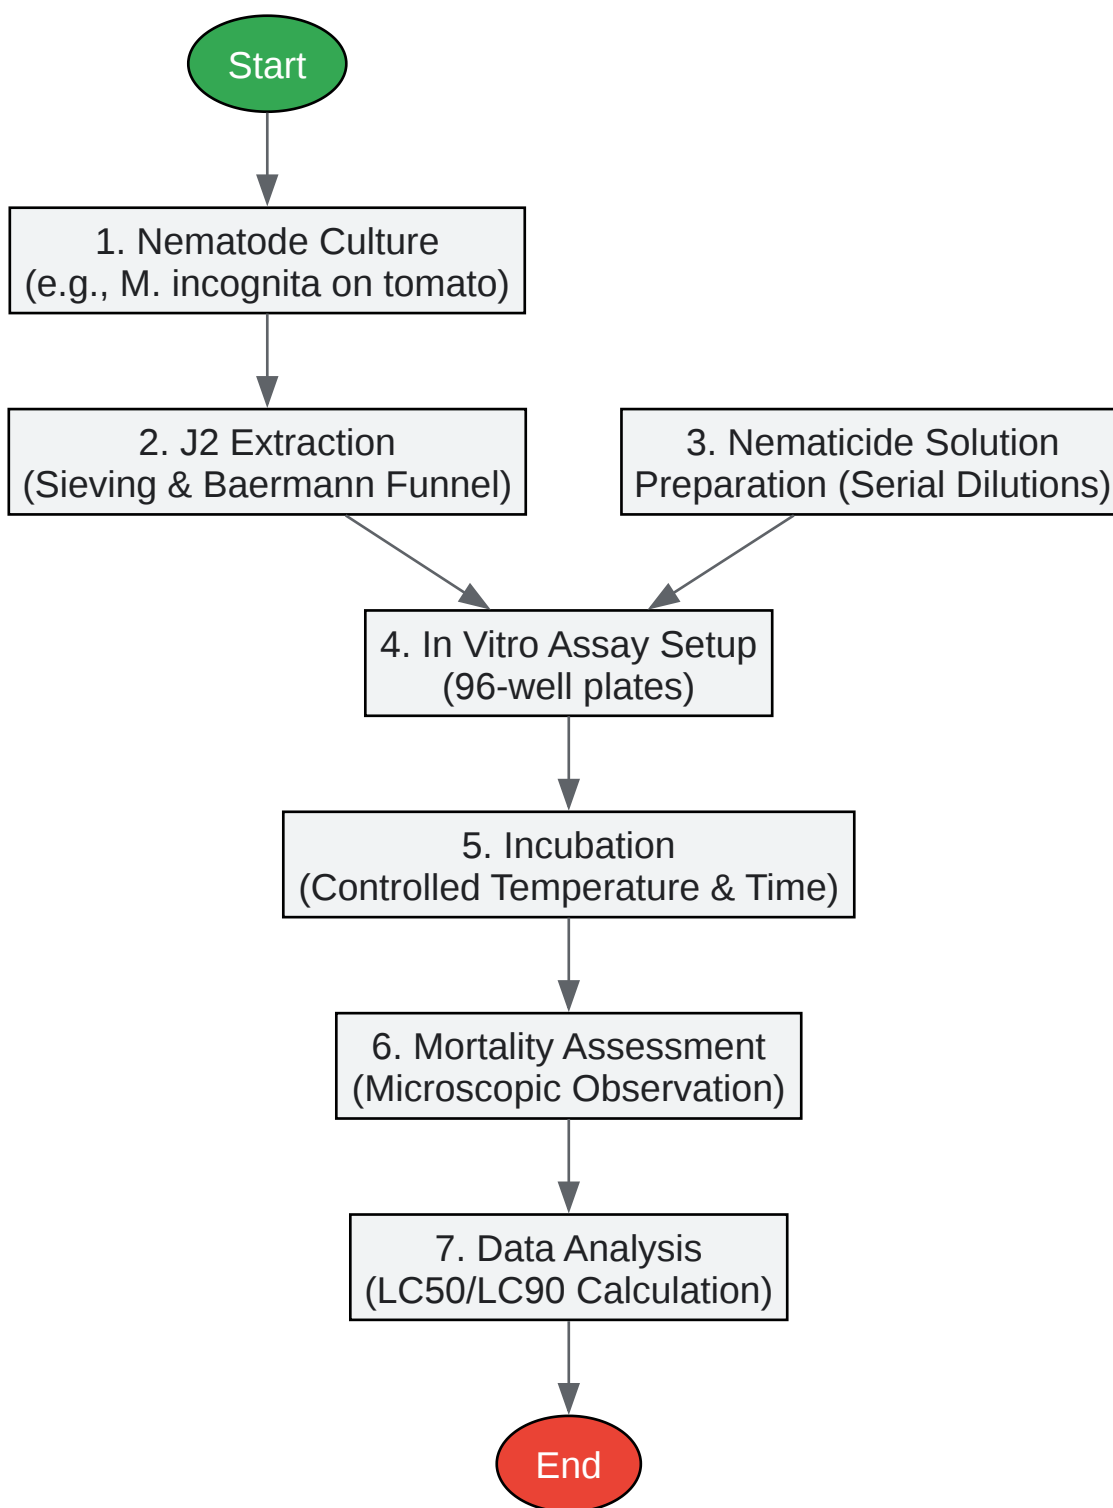 Start
1. Nematode Culture
(e.g., M. incognita on tomato)
2. J2 Extraction
(Sieving & Baermann Funnel)
3. Nematicide Solution
Preparation (Serial Dilutions)
4. In Vitro Assay Setup
(96-well plates)
5. Incubation
(Controlled Temperature & Time)
6. Mortality Assessment
(Microscopic Observation)
7. Data Analysis
(LC50/LC90 Calculation)
End